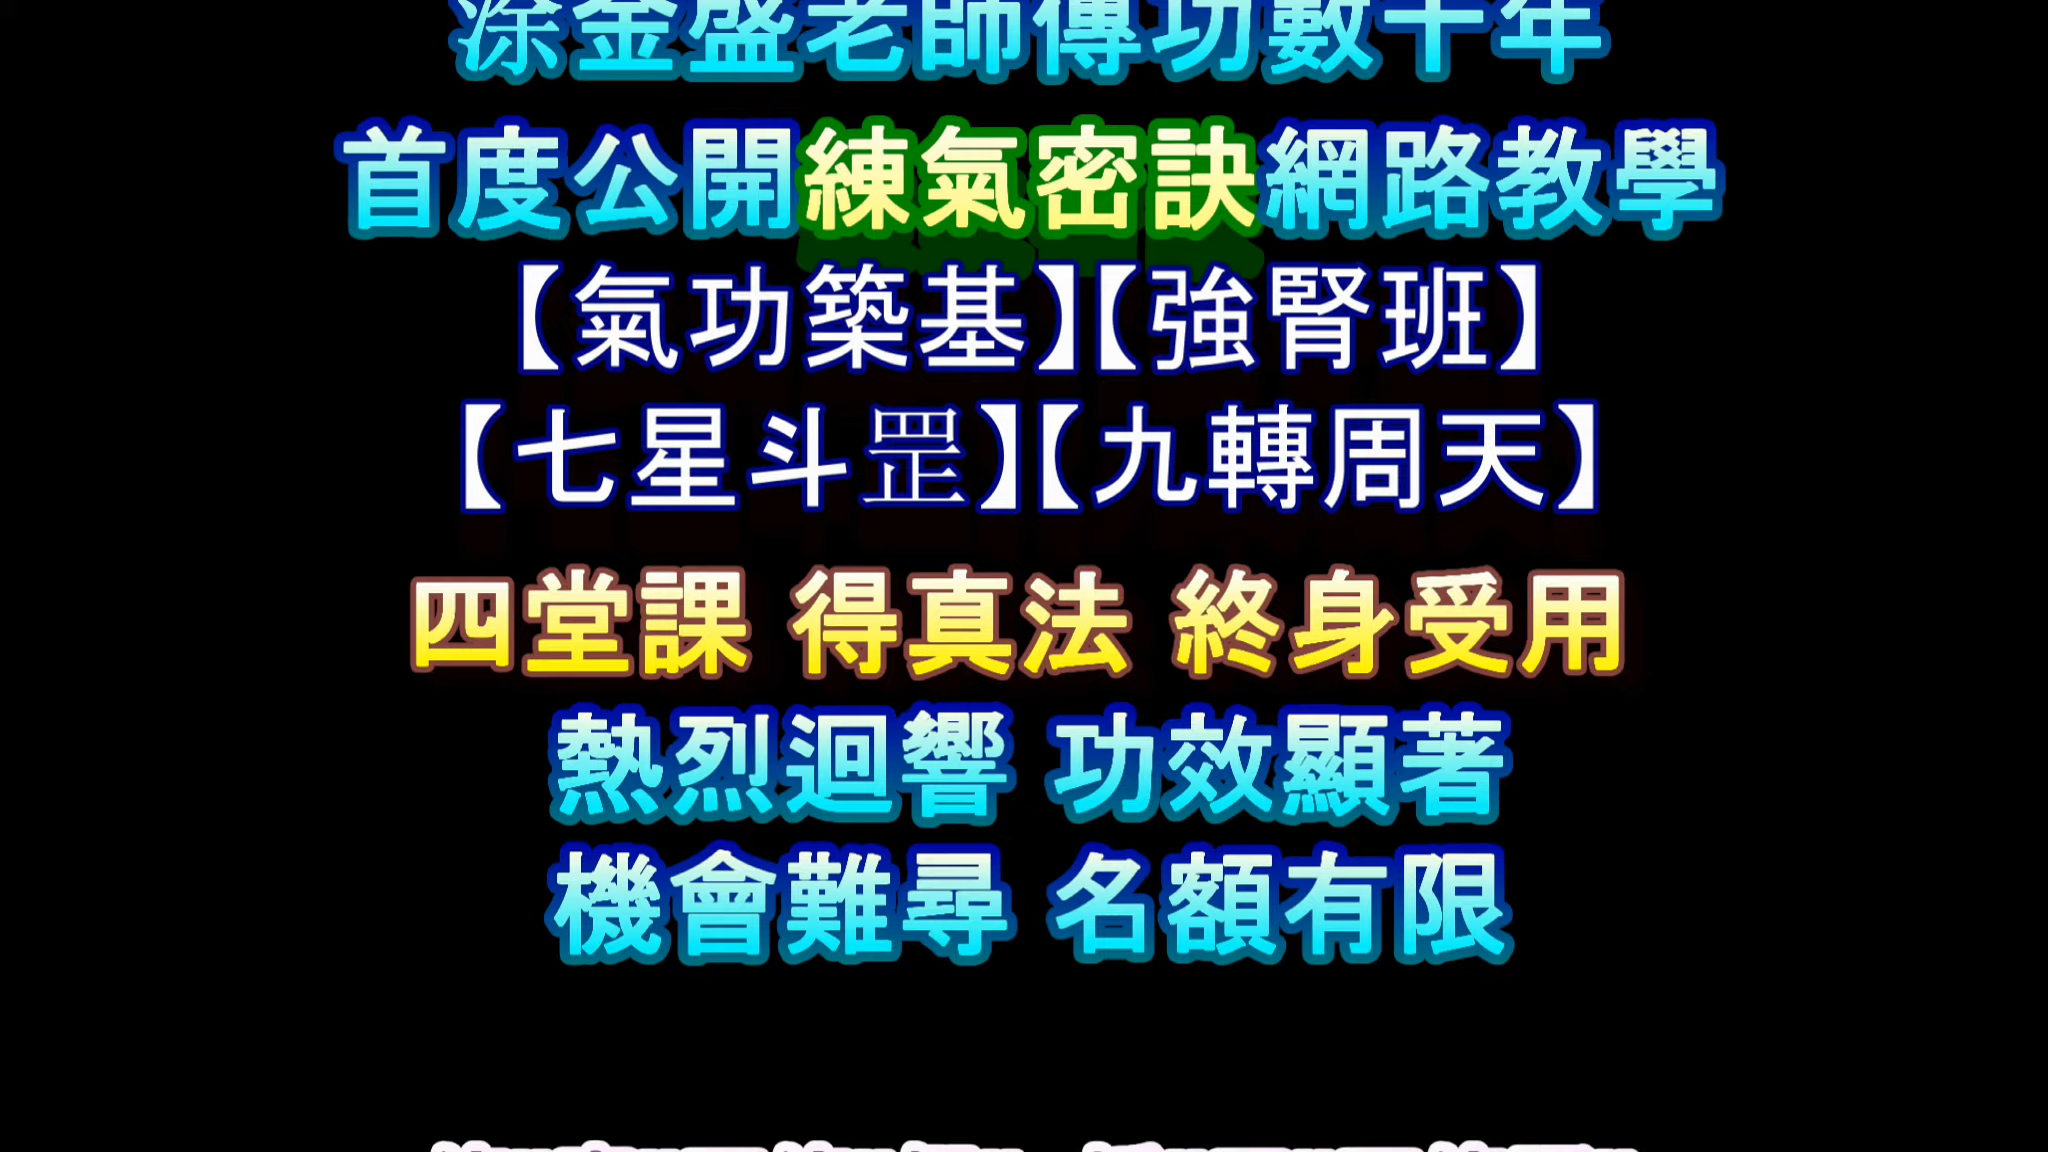 涂金盛老師傳功數十年
首度公開練氣密訣網路教學
【氣功築基】【強腎班】
【七星斗罡】【九轉周天】
四堂課 得真法 終身受用
熱烈迴響 功效顯著
機會難尋 名額有限